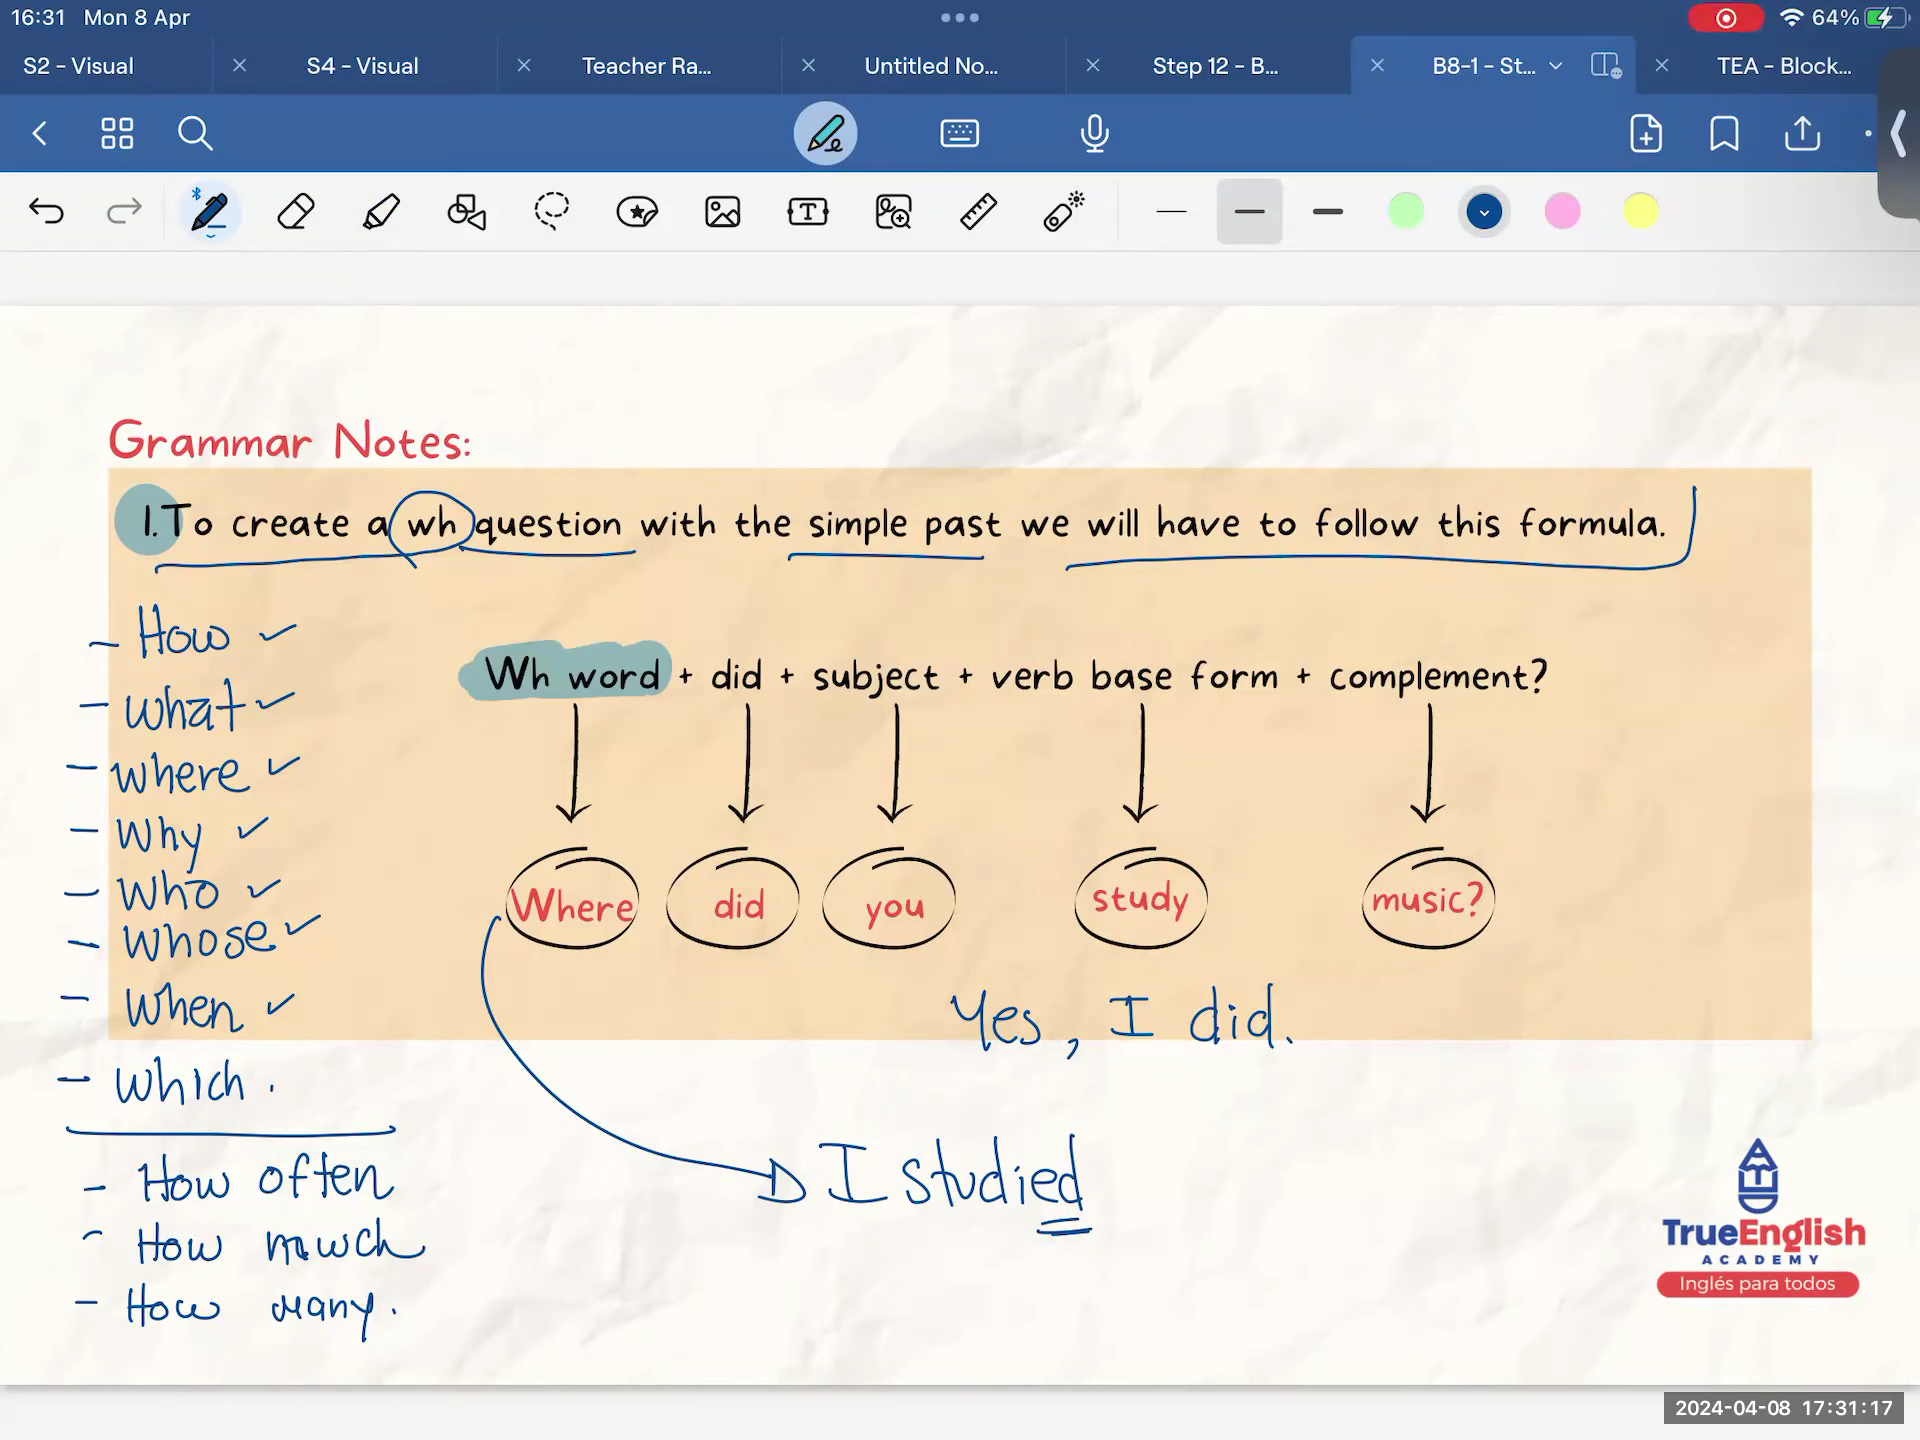 16:31 Mon 8 Apr
64%
S2 - Visual
S4 - Visual
Teacher Ra...
Untitled No...
Step 12 - B...
B8-1 - St...
TEA - Block...
Grammar Notes:
1.To create a wh question with the simple past we will have to follow this formula.
- How ✓
- What ✓
- Where ✓
- Why ✓
- Who ✓
- Whose ✓
- When ✓
- Which .
- How often
- How much
- How many.
Wh word + did + subject + verb base form + complement?
Where did you study music?
Yes, I did.
I studied
TrueEnglish
ACADEMY
Inglés para todos
2024-04-08 17:31:17